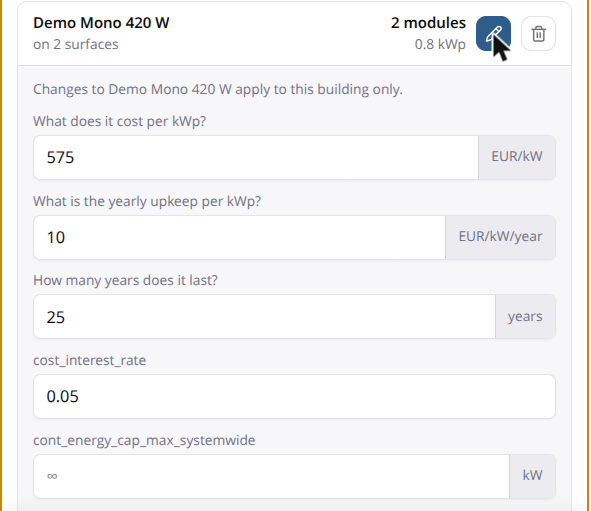 Demo Mono 420 W
2 modules
on 2 surfaces
0.8 kWp
Changes to Demo Mono 420 W apply to this building only.
What does it cost per kWp?
575
EUR/kW
What is the yearly upkeep per kWp?
10
EUR/kW/year
How many years does it last?
25
years
cost_interest_rate
0.05
cont_energy_cap_max_systemwide
∞
kW